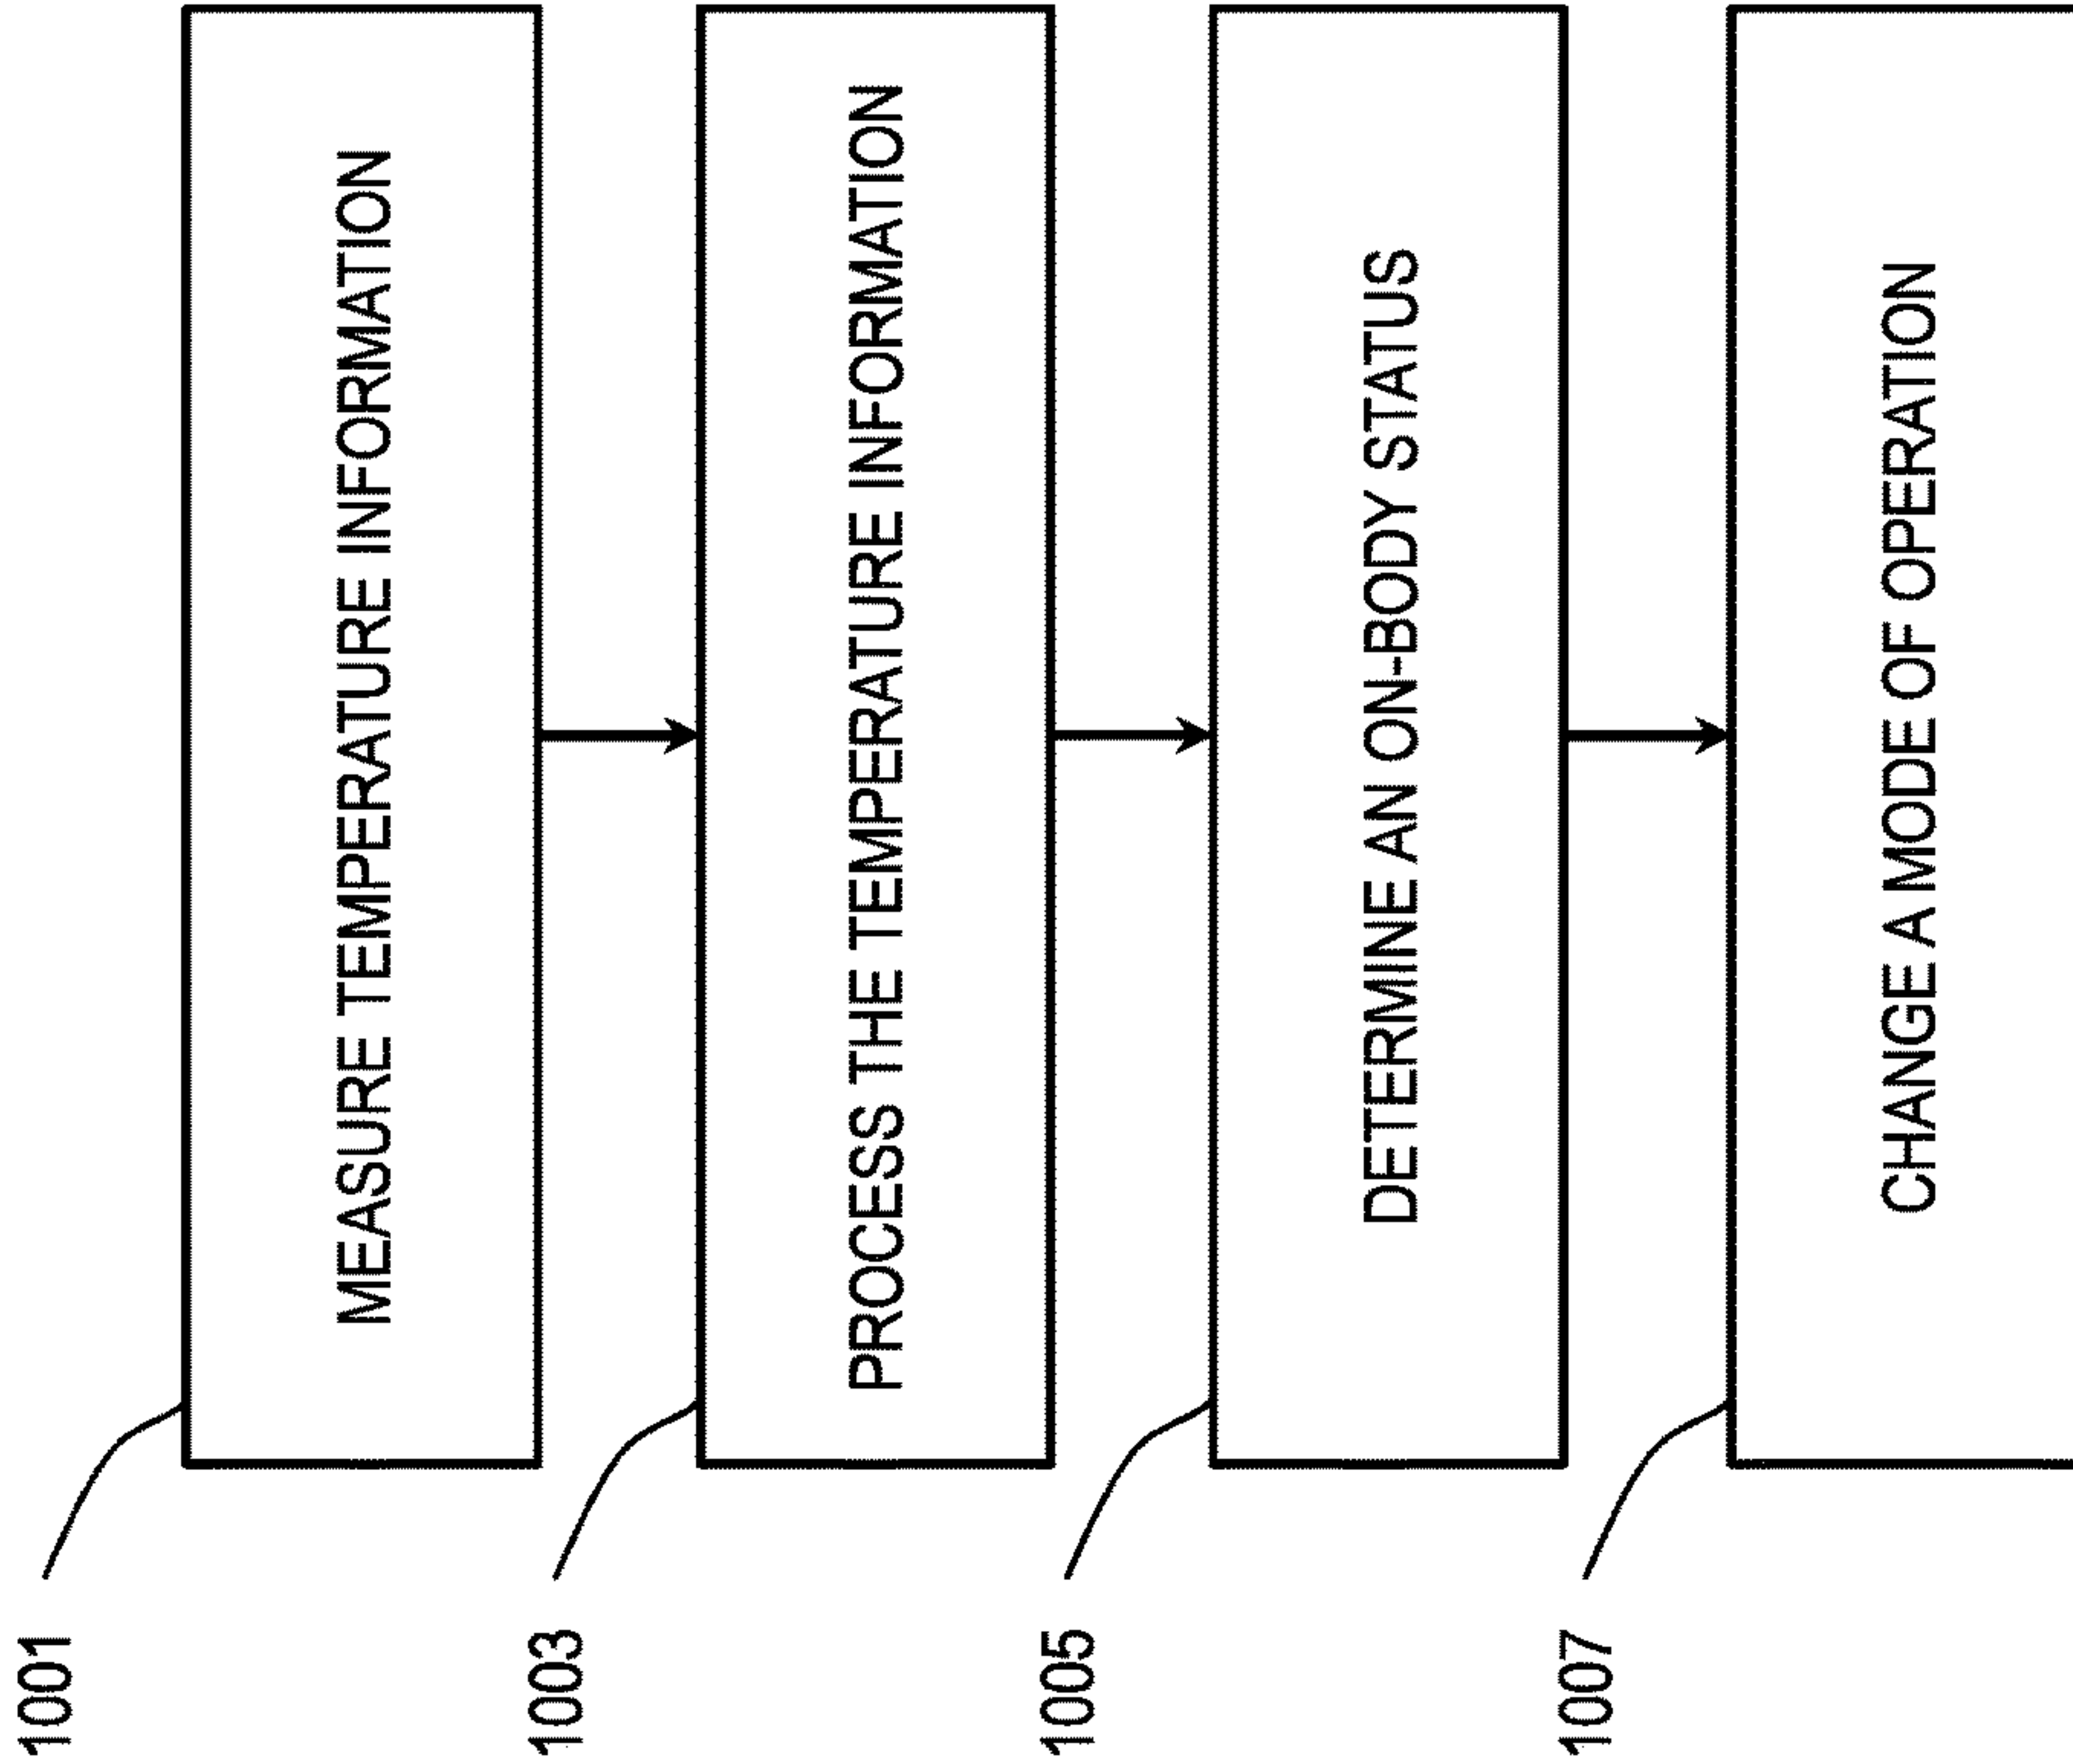 1001
MEASURE TEMPERATURE INFORMATION
1003
PROCESS THE TEMPERATURE INFORMATION
1005
DETERMINE AN ON-BODY STATUS
1007
CHANGE A MODE OF OPERATION